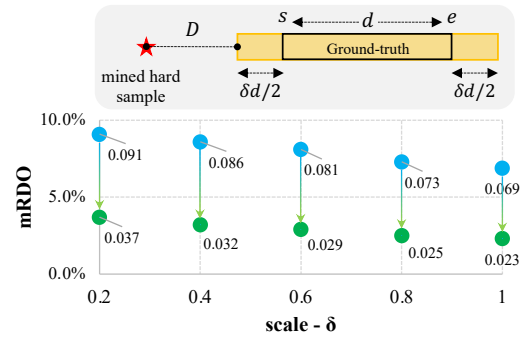 s d e
D
Ground-truth
mined hard
sample
δd/2
δd/2
10.0%
5.0%
0.0%
mRDO
0.091
0.086
0.081
0.073
0.069
0.037
0.032
0.029
0.025
0.023
0.2 0.4 0.6 0.8 1
scale - δ